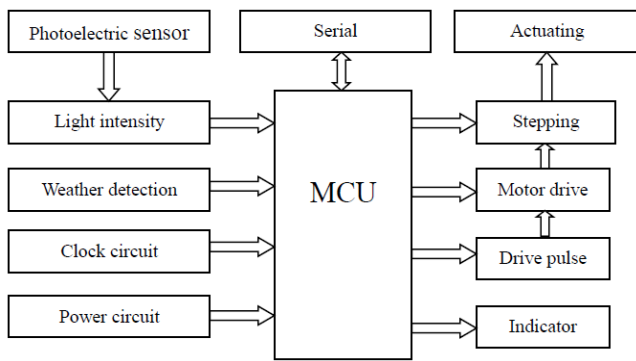 Photoelectric sensor
Serial
Actuating
Light intensity
Stepping
Weather detection
MCU
Motor drive
Clock circuit
Drive pulse
Power circuit
Indicator